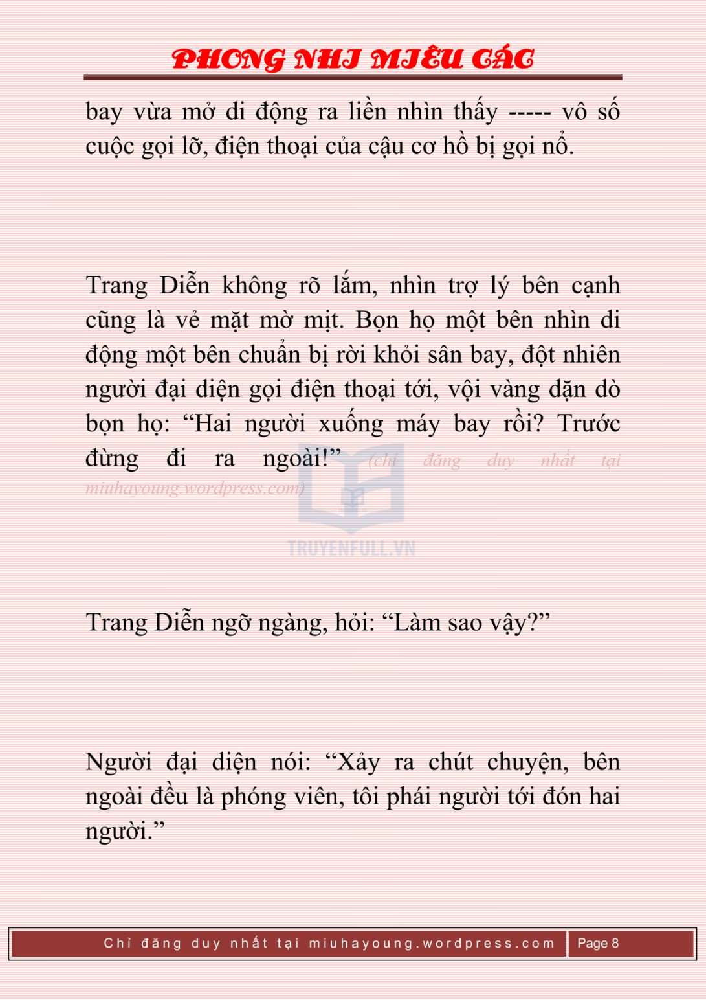 PHONG NHI MIÊU CÁC
bay vừa mở di động ra liền nhìn thấy ----- vô số
cuộc gọi lỡ, điện thoại của cậu cơ hồ bị gọi nổ.
Trang Diễn không rõ lắm, nhìn trợ lý bên cạnh
cũng là vẻ mặt mờ mịt. Bọn họ một bên nhìn di
động một bên chuẩn bị rời khỏi sân bay, đột nhiên
người đại diện gọi điện thoại tới, vội vàng dặn dò
bọn họ: “Hai người xuống máy bay rồi? Trước
đừng đi ra ngoài!” (chỉ đăng duy nhất tại
miuhayoung.wordpress.com)
TRUYENFULL.VN
Trang Diễn ngỡ ngàng, hỏi: “Làm sao vậy?”
Người đại diện nói: “Xảy ra chút chuyện, bên
ngoài đều là phóng viên, tôi phái người tới đón hai
người.”
Chỉ đăng duy nhất tại miuhayoung.wordpress.com Page 8